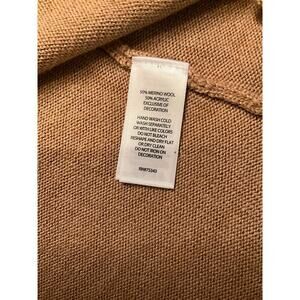 50% MERINO WOOL
50% ACRYLIC
EXCLUSIVE OF
DECORATION
HAND WASH COLD
WASH SEPARATELY
OR WITH LIKE COLORS
DO NOT BLEACH
RESHAPE AND DRY FLAT
OR DRY CLEAN
DO NOT IRON ON
DECORATION